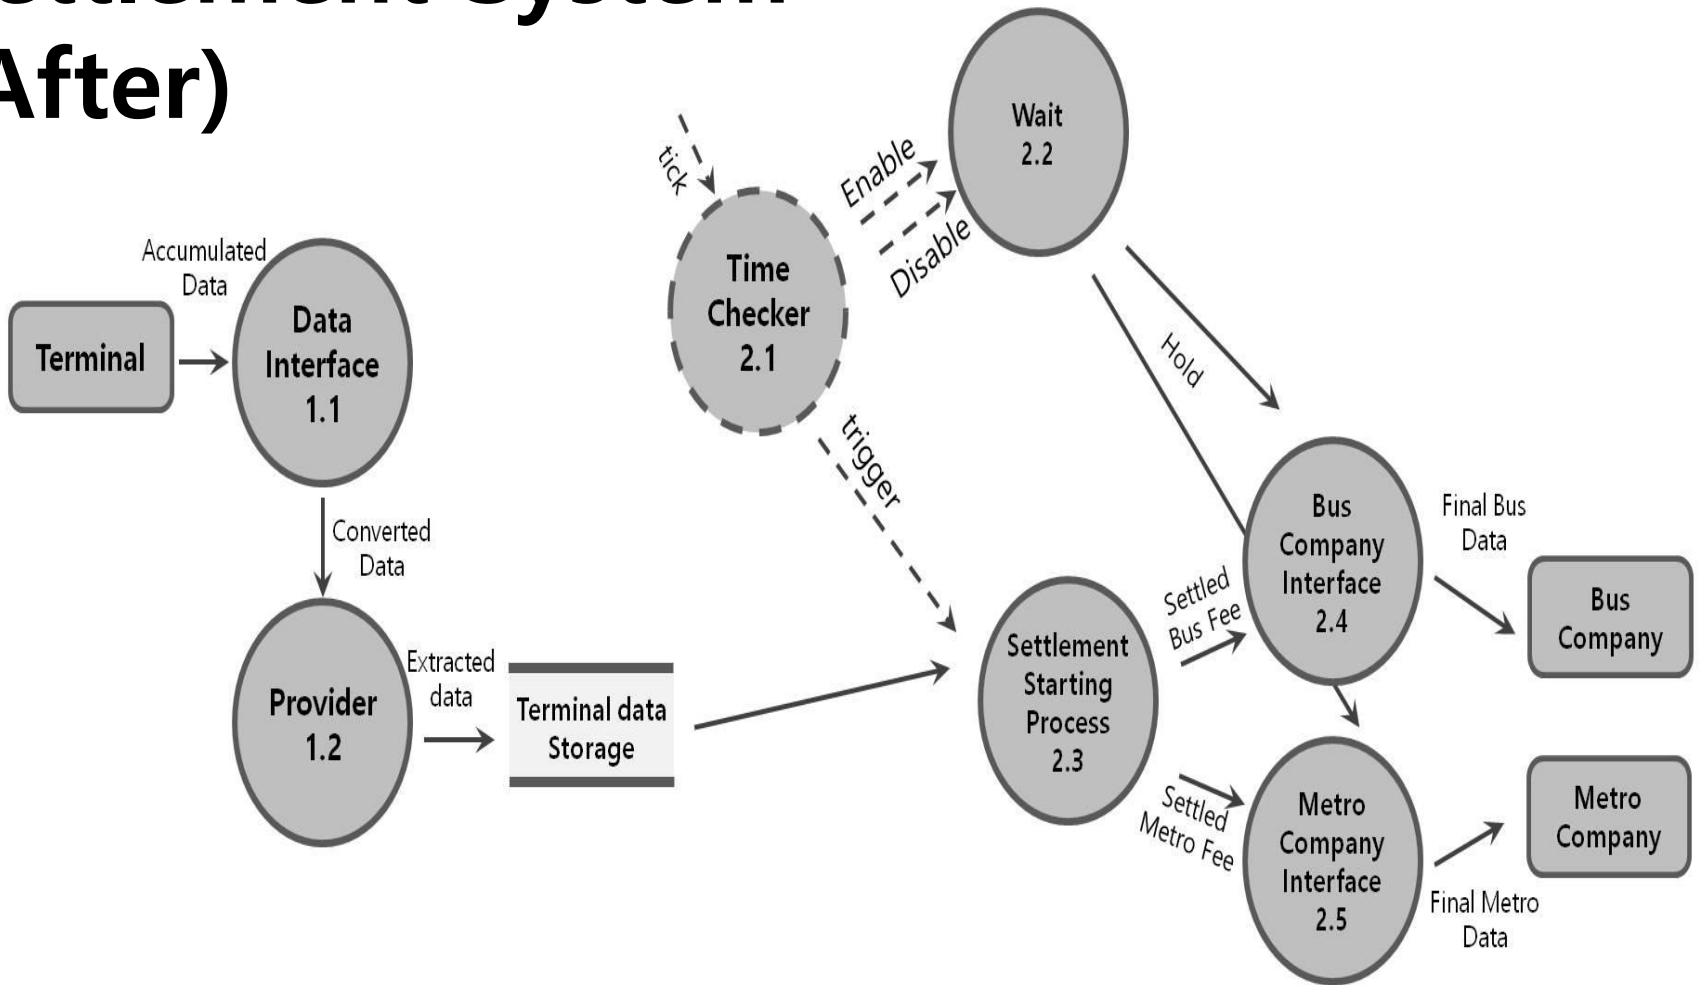 ettlement System
After)
Wait
2.2
tick
Enable
Disable
Time
Checker
2.1
Accumulated
Data
Terminal
Data
Interface
1.1
Hold
trigger
Converted
Data
Bus
Company
Interface
2.4
Final Bus
Data
Bus
Company
Settled
Bus Fee
Settlement
Starting
Process
2.3
Provider
1.2
Extracted
data
Terminal data
Storage
Settled
Metro Fee
Metro
Company
Interface
2.5
Metro
Company
Final Metro
Data